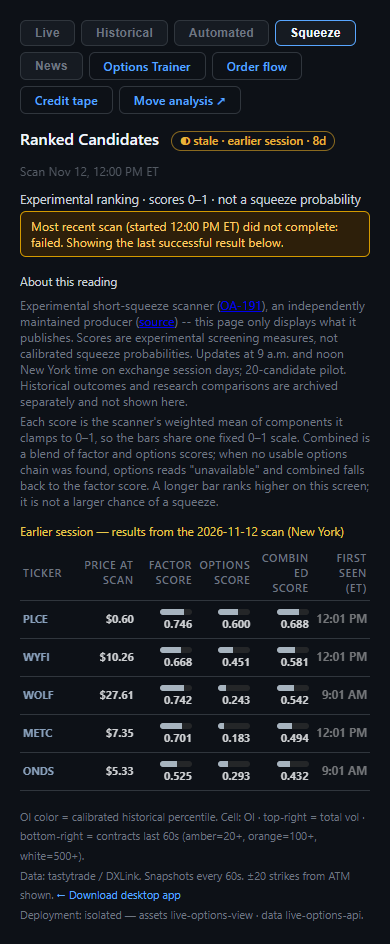 Live Historical Automated Squeeze
News Options Trainer Order flow
Credit tape Move analysis ↗
Ranked Candidates ◐ stale · earlier session · 8d
Scan Nov 12, 12:00 PM ET
Experimental ranking · scores 0–1 · not a squeeze probability
Most recent scan (started 12:00 PM ET) did not complete:
failed. Showing the last successful result below.
About this reading
Experimental short-squeeze scanner (OA-191), an independently
maintained producer (source) -- this page only displays what it
publishes. Scores are experimental screening measures, not
calibrated squeeze probabilities. Updates at 9 a.m. and noon
New York time on exchange session days; 20-candidate pilot.
Historical outcomes and research comparisons are archived
separately and not shown here.
Each score is the scanner's weighted mean of components it
clamps to 0–1, so the bars share one fixed 0–1 scale. Combined is
a blend of factor and options scores; when no usable options
chain was found, options reads "unavailable" and combined falls
back to the factor score. A longer bar ranks higher on this screen;
it is not a larger chance of a squeeze.
Earlier session — results from the 2026-11-12 scan (New York)
TICKER PRICE AT SCAN FACTOR SCORE OPTIONS SCORE COMBINED SCORE FIRST SEEN (ET)
PLCE $0.60 0.746 0.600 0.688 12:01 PM
WYFI $10.26 0.668 0.451 0.581 12:01 PM
WOLF $27.61 0.742 0.243 0.542 9:01 AM
METC $7.35 0.701 0.183 0.494 12:01 PM
ONDS $5.33 0.525 0.293 0.432 9:01 AM
OI color = calibrated historical percentile. Cell: OI · top-right = total vol ·
bottom-right = contracts last 60s (amber=20+, orange=100+,
white=500+).
Data: tastytrade / DXLink. Snapshots every 60s. ±20 strikes from ATM
shown. ← Download desktop app
Deployment: isolated — assets live-options-view · data live-options-api.